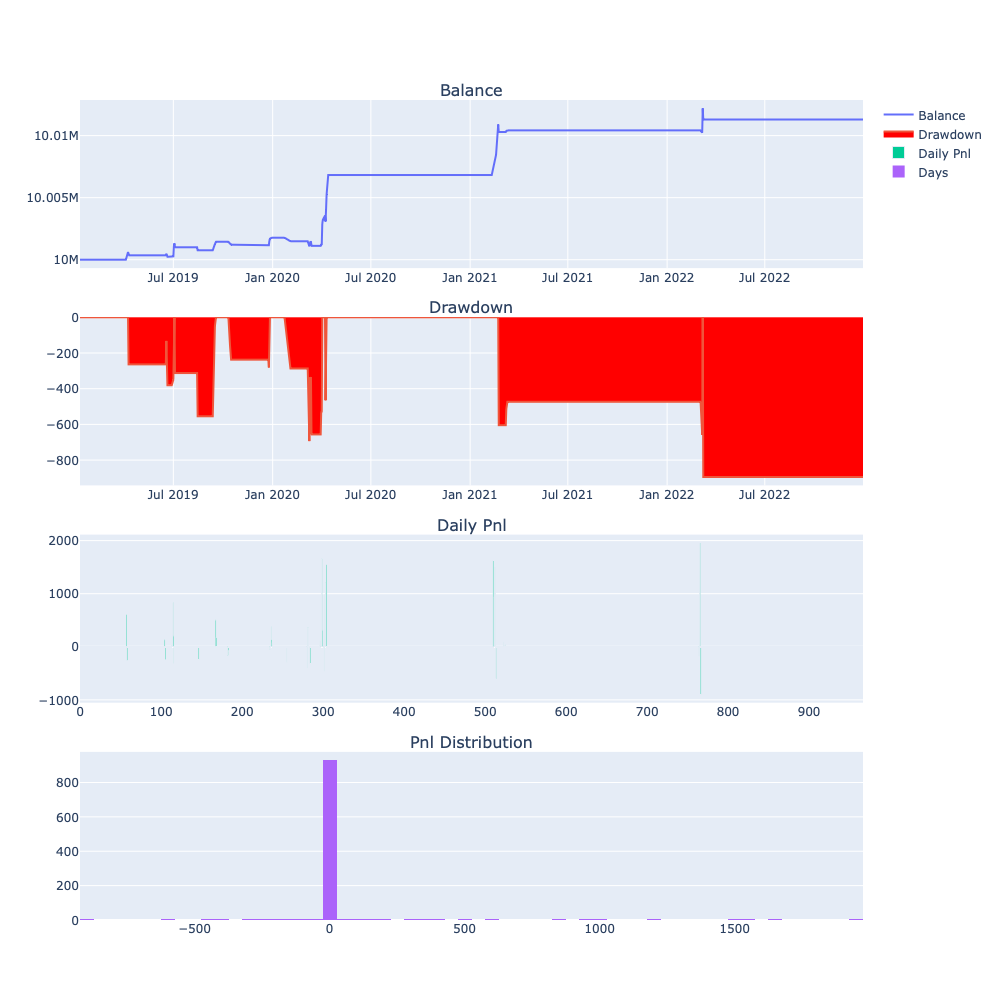 Balance
10.01M
10.005M
10M
Jul 2019 Jan 2020 Jul 2020 Jan 2021 Jul 2021 Jan 2022 Jul 2022
Balance
Drawdown
Daily Pnl
Days
Drawdown
0
−200
−400
−600
−800
Jul 2019 Jan 2020 Jul 2020 Jan 2021 Jul 2021 Jan 2022 Jul 2022
Daily Pnl
2000
1000
0
−1000
0 100 200 300 400 500 600 700 800 900
Pnl Distribution
800
600
400
200
0
−500 0 500 1000 1500